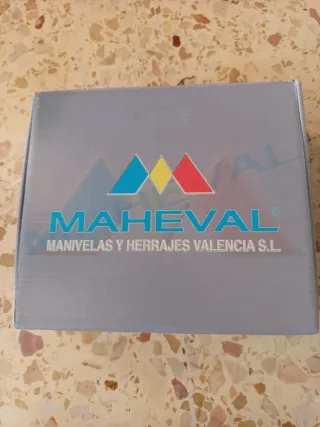 MAHEVAL®
MANIVELAS Y HERRAJES VALENCIA S.L.